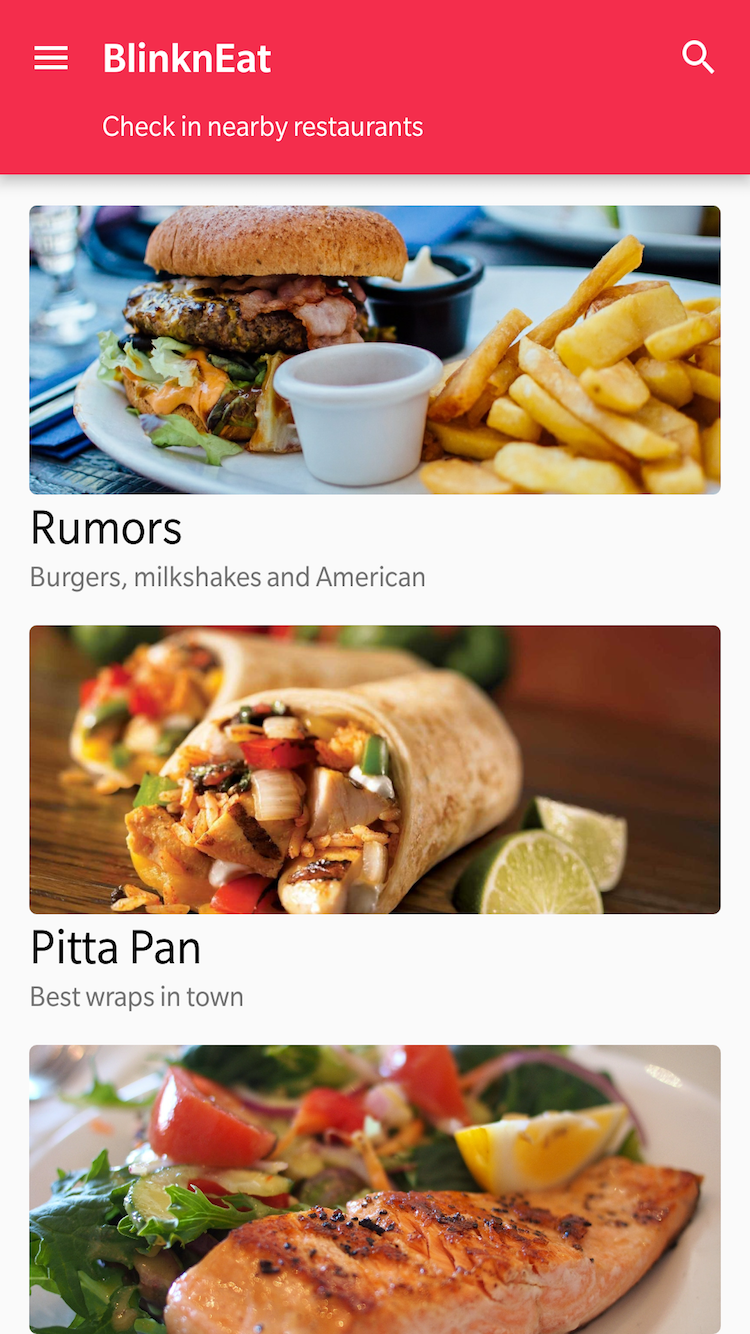 BlinknEat
Check in nearby restaurants
Rumors
Burgers, milkshakes and American
Pitta Pan
Best wraps in town